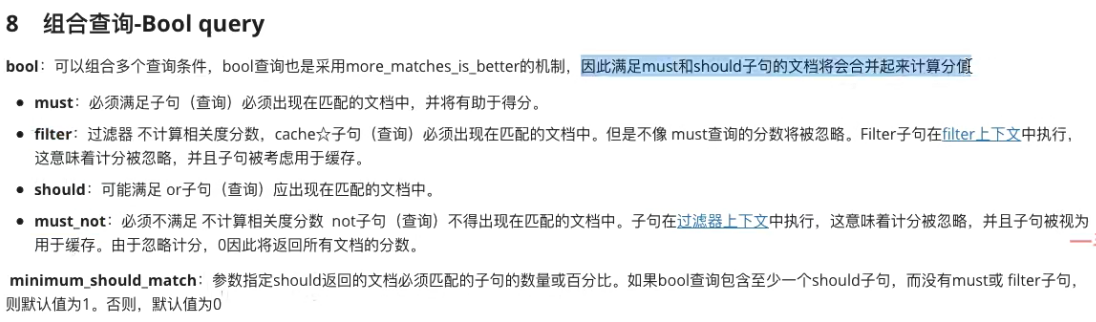 8 组合查询-Bool query
bool：可以组合多个查询条件，bool查询也是采用more_matches_is_better的机制，因此满足must和should子句的文档将会合并起来计算分值
• must：必须满足子句（查询）必须出现在匹配的文档中，并将有助于得分。
• filter：过滤器 不计算相关度分数，cache☆子句（查询）必须出现在匹配的文档中。但是不像 must查询的分数将被忽略。Filter子句在filter上下文中执行，
这意味着计分被忽略，并且子句被考虑用于缓存。
• should：可能满足 or子句（查询）应出现在匹配的文档中。
• must_not：必须不满足 不计算相关度分数 not子句（查询）不得出现在匹配的文档中。子句在过滤器上下文中执行，这意味着计分被忽略，并且子句被视为
用于缓存。由于忽略计分，0因此将返回所有文档的分数。
minimum_should_match：参数指定should返回的文档必须匹配的子句的数量或百分比。如果bool查询包含至少一个should子句，而没有must或 filter子句，
则默认值为1。否则，默认值为0